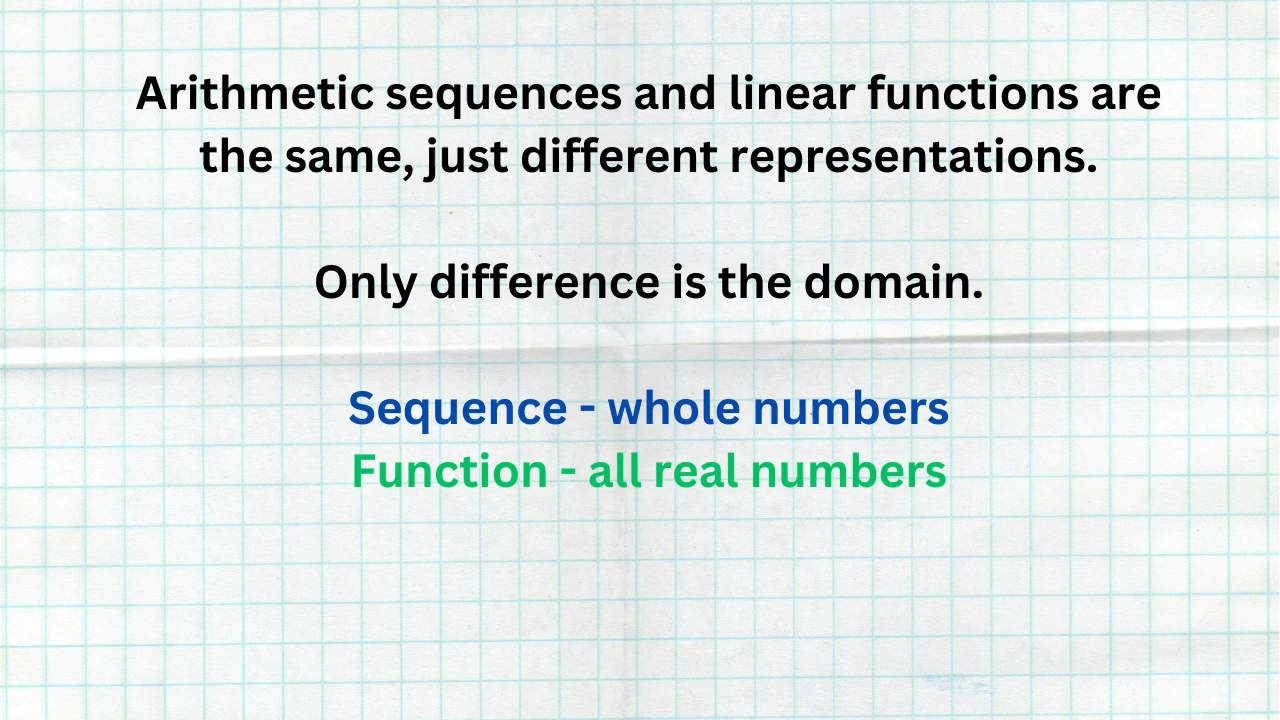 Arithmetic sequences and linear functions are
the same, just different representations.
Only difference is the domain.
Sequence - whole numbers
Function - all real numbers